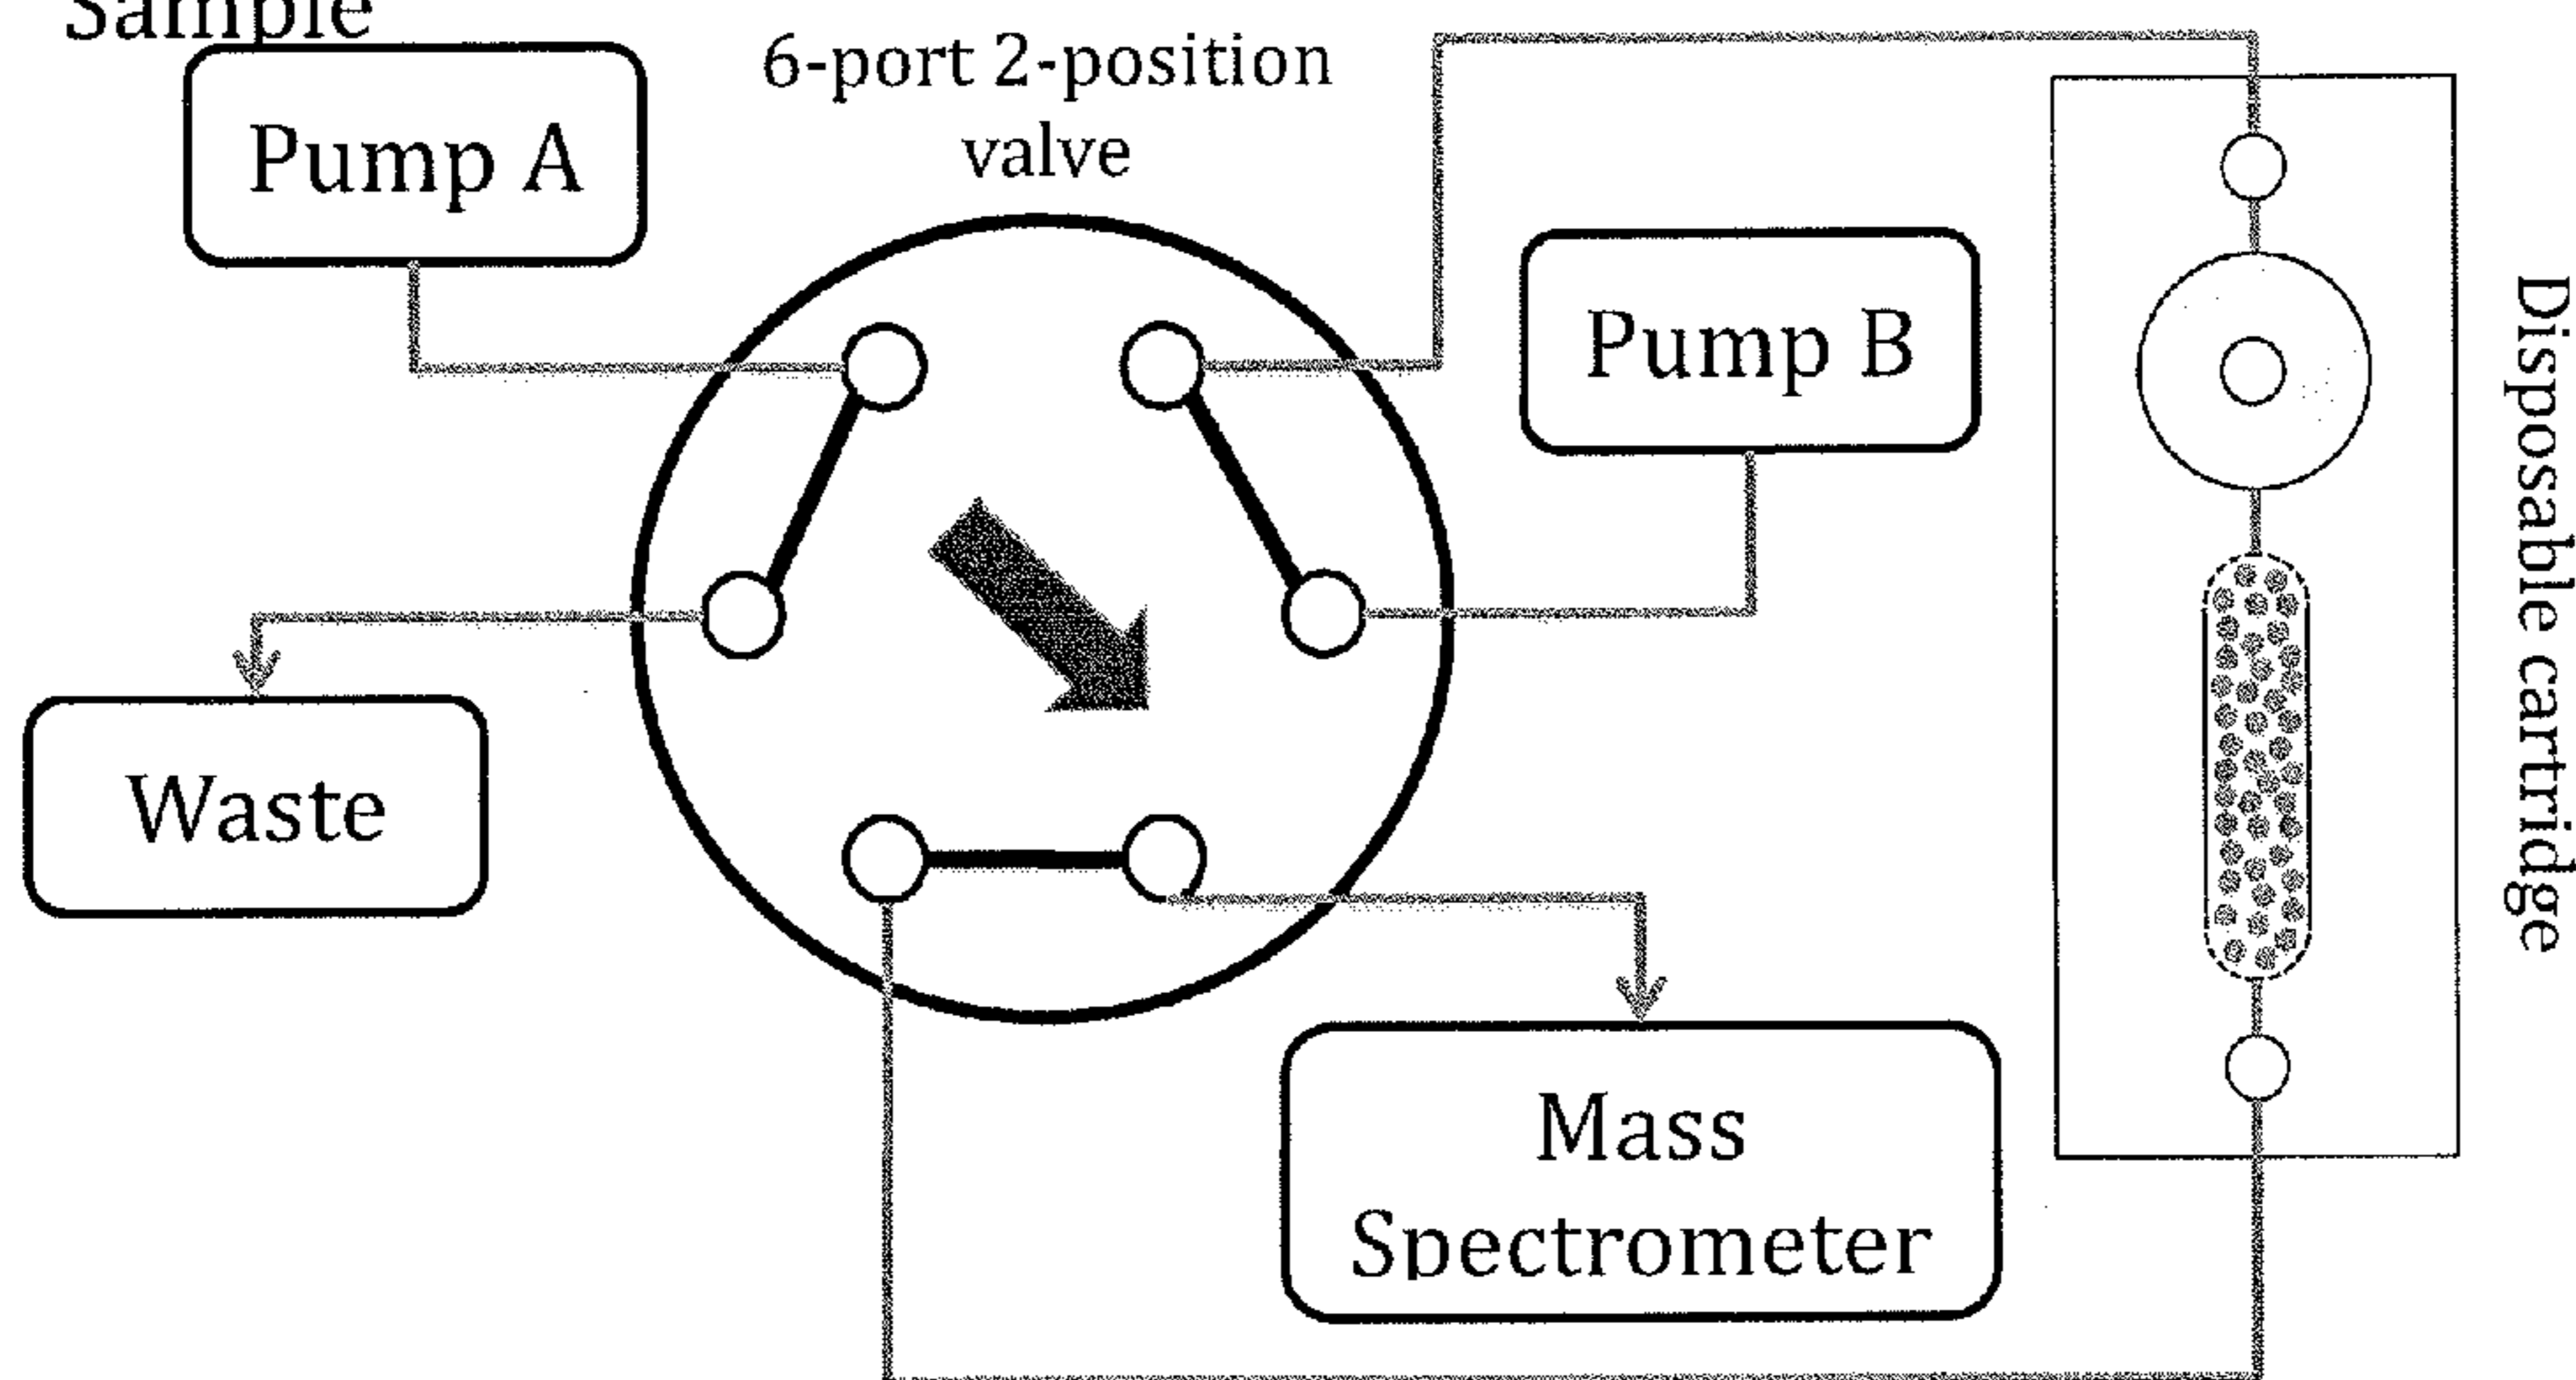 Sample
Pump A
6-port 2-position
valve
Pump B
Disposable cartridge
Waste
Mass
Spectrometer